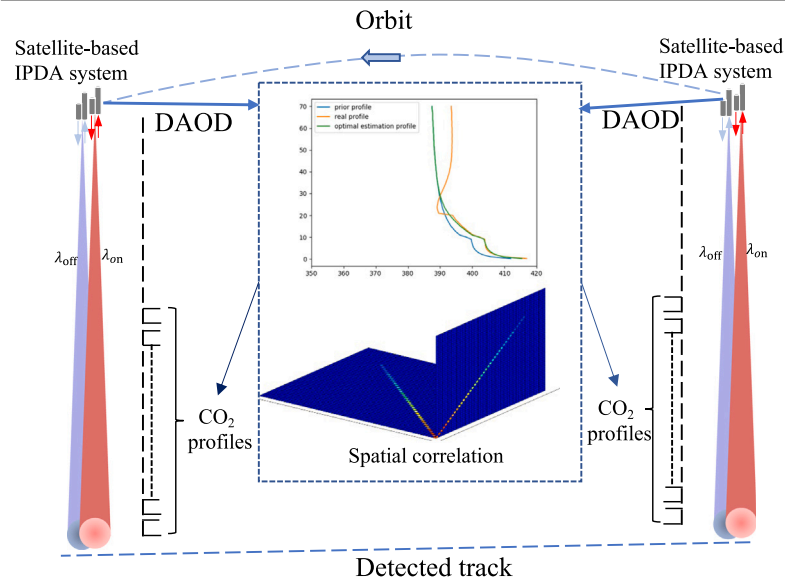 Orbit
Satellite-based
IPDA system
Satellite-based
IPDA system
DAOD
DAOD
prior profile
real profile
optimal estimation profile
70
60
50
40
30
20
10
0
350
360
370
380
390
400
410
420
λoff
λon
λoff
λon
CO2
profiles
CO2
profiles
Spatial correlation
Detected track